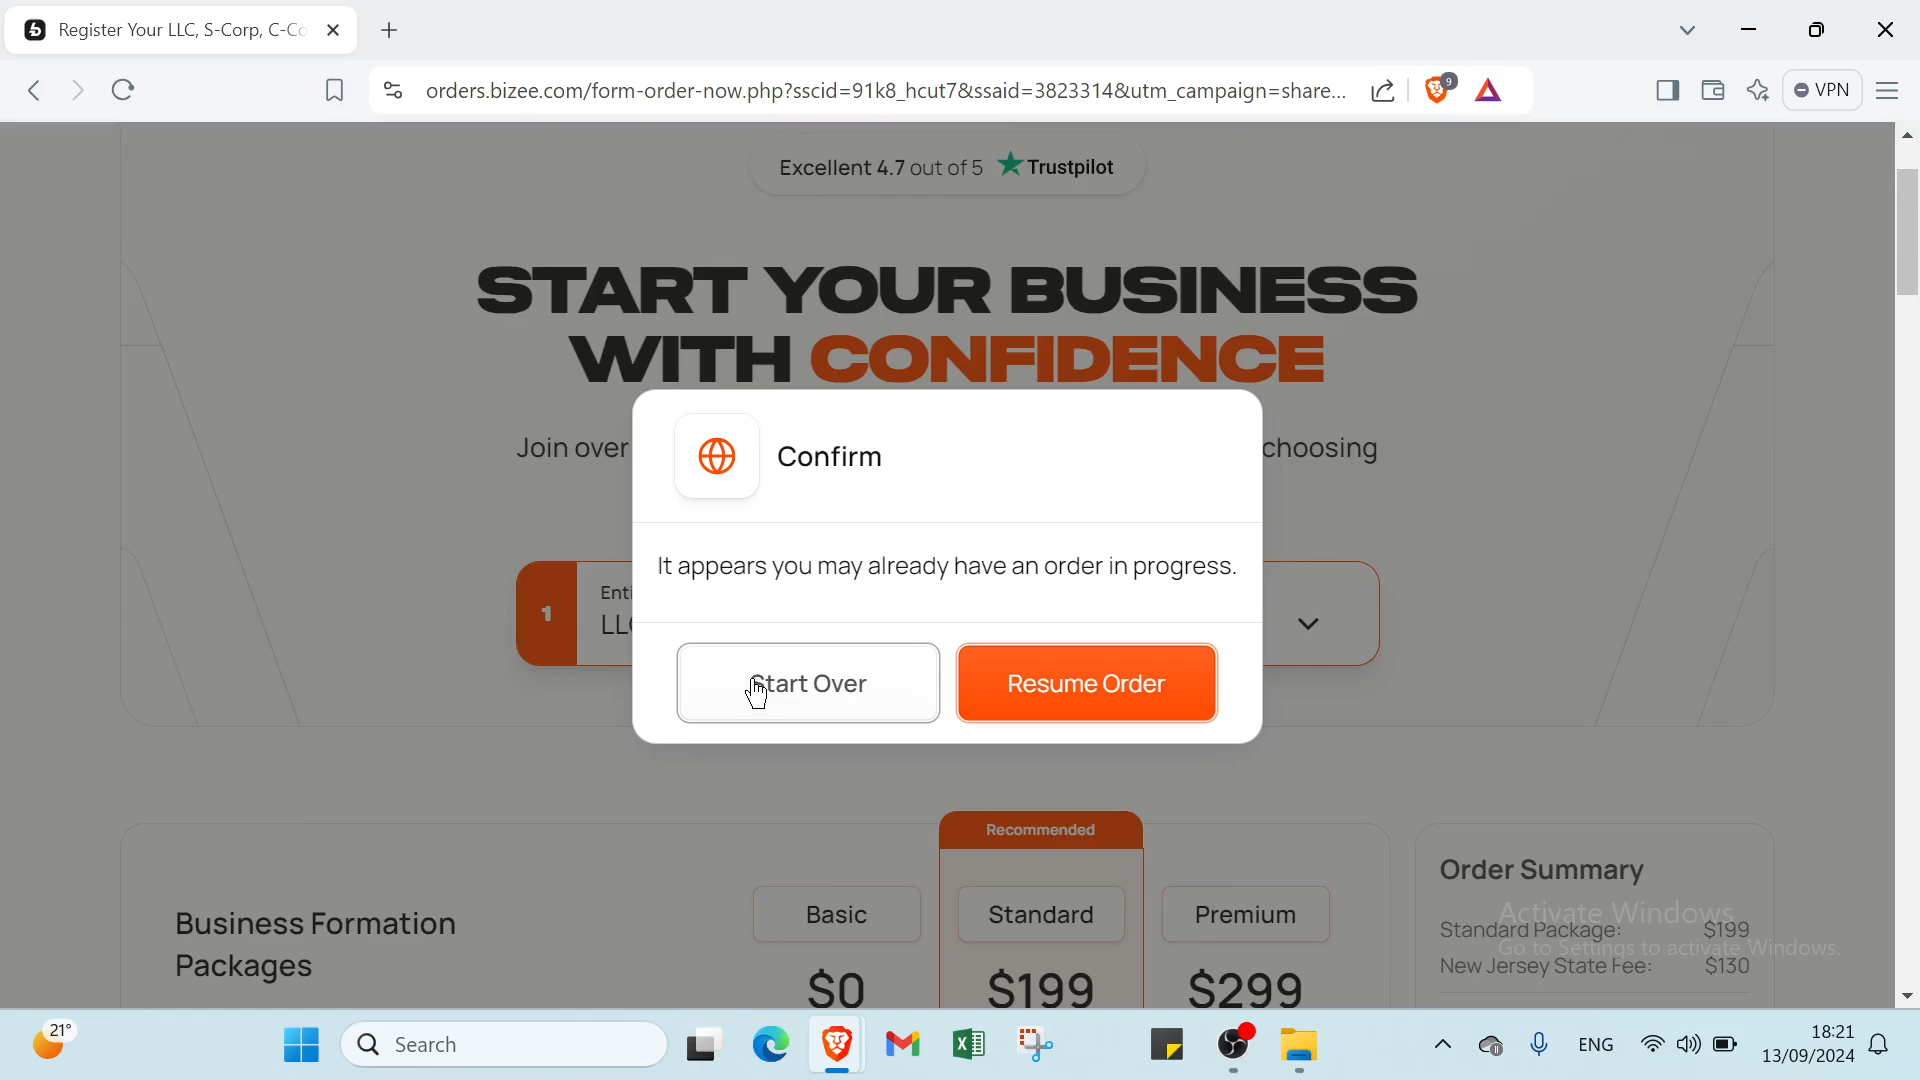 Register Your LLC, S-Corp, C-Co
orders.bizee.com/form-order-now.php?sscid=91k8_hcut7&ssaid=3823314&utm_campaign=share...
9
VPN
Excellent 4.7 out of 5 Trustpilot
START YOUR BUSINESS
WITH CONFIDENCE
Join over
choosing
Confirm
It appears you may already have an order in progress.
1
Enti
LLC
Start Over
Resume Order
Recommended
Business Formation
Packages
Basic
Standard
Premium
$0
$199
$299
Order Summary
Standard Package: $199
New Jersey State Fee: $130
Activate Windows
Go to Settings to activate Windows.
21°
Search
ENG
18:21
13/09/2024